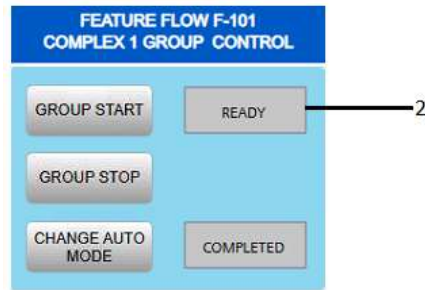 FEATURE FLOW F-101
COMPLEX 1 GROUP CONTROL
GROUP START
READY
2
GROUP STOP
CHANGE AUTO
MODE
COMPLETED